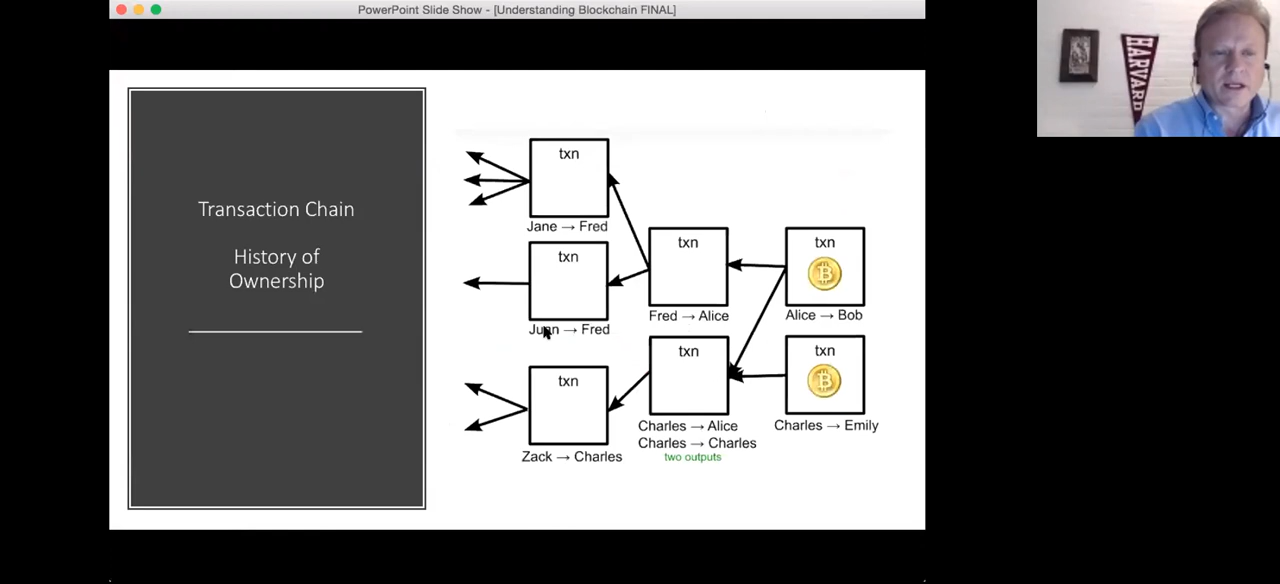 PowerPoint Slide Show - [Understanding Blockchain FINAL]
HARVARD
Transaction Chain
History of
Ownership
txn
Jane → Fred
txn
Juan → Fred
txn
Zack → Charles
txn
Fred → Alice
txn
Charles → Alice
Charles → Charles
two outputs
txn
Alice → Bob
txn
Charles → Emily